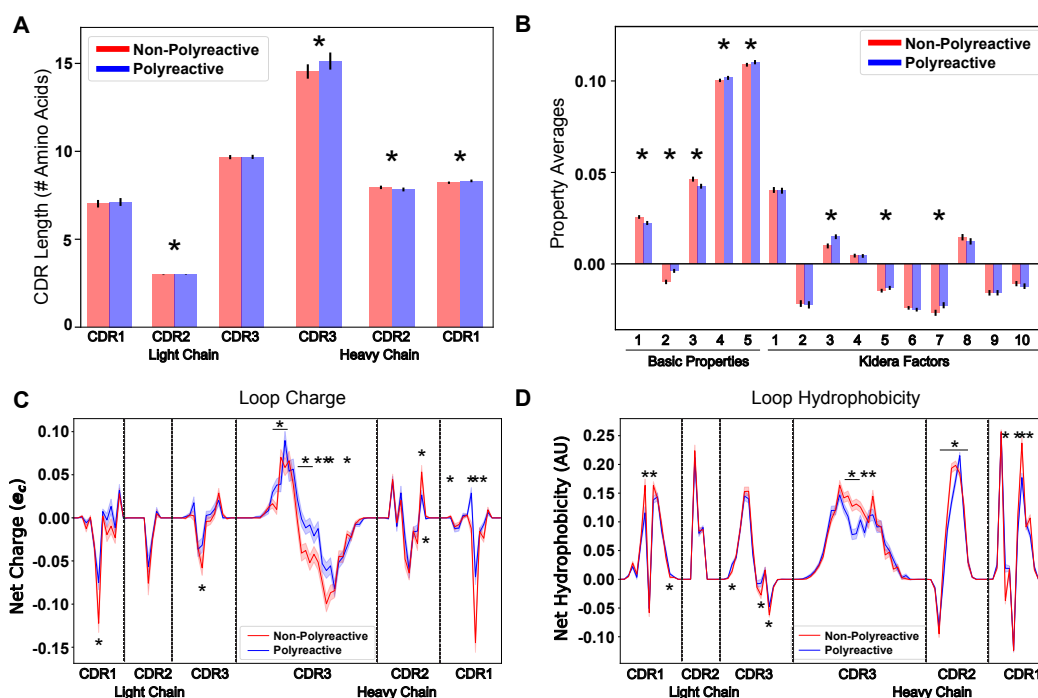 A
Non-Polyreactive
Polyreactive
CDR Length (# Amino Acids)
15
10
5
0
*
*
*
*
CDR1
CDR2
CDR3
CDR3
CDR2
CDR1
Light Chain
Heavy Chain
B
Non-Polyreactive
Polyreactive
Property Averages
0.10
0.05
0.00
* * * * * * * *
1 2 3 4 5 1 2 3 4 5 6 7 8 9 10
Basic Properties
Kidera Factors
C
Loop Charge
Net Charge (ec)
0.10
0.05
0.00
-0.05
-0.10
-0.15
Non-Polyreactive
Polyreactive
CDR1
CDR2
CDR3
CDR3
CDR2
CDR1
Light Chain
Heavy Chain
D
Loop Hydrophobicity
Net Hydrophobicity (AU)
0.25
0.20
0.15
0.10
0.05
0.00
-0.05
-0.10
Non-Polyreactive
Polyreactive
CDR1
CDR2
CDR3
CDR3
CDR2
CDR1
Light Chain
Heavy Chain